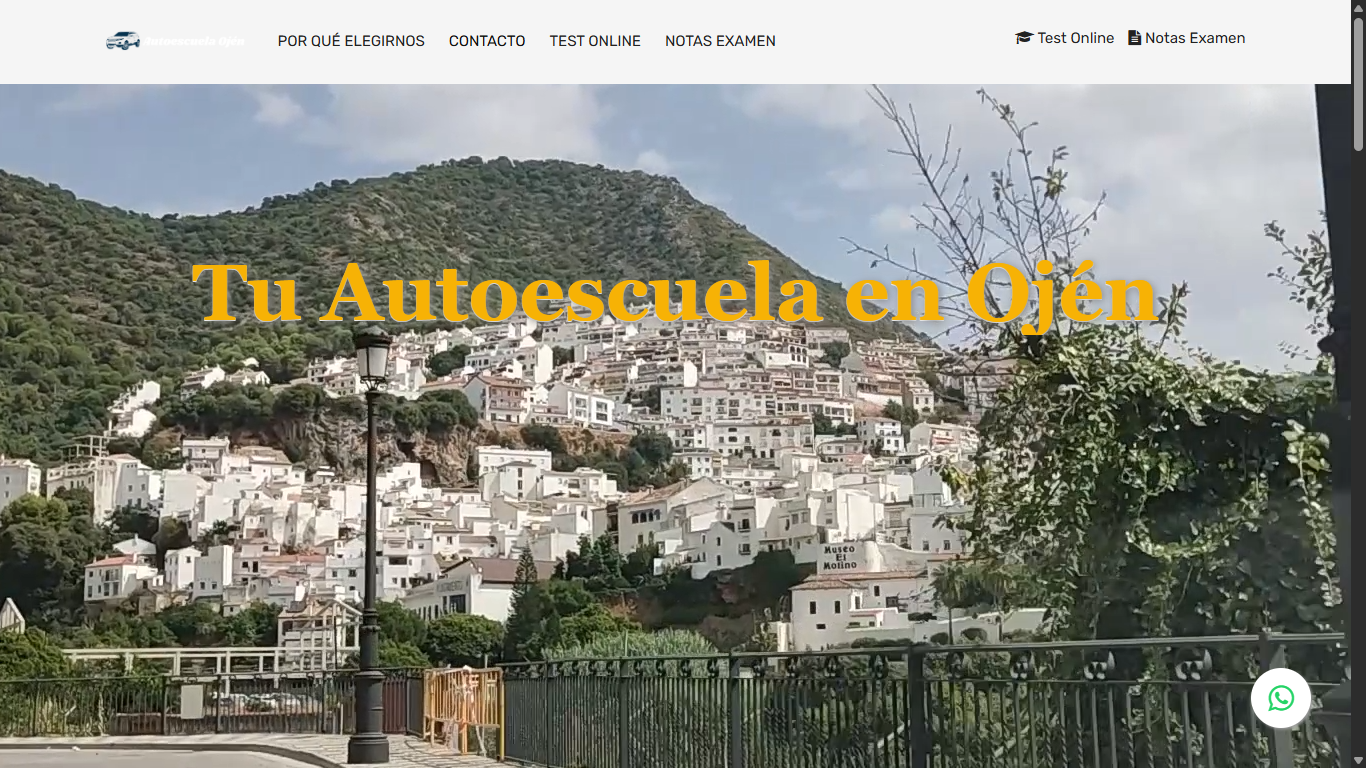 Autoescuela Ojén
POR QUÉ ELEGIRNOS
CONTACTO
TEST ONLINE
NOTAS EXAMEN
Test Online
Notas Examen
Tu Autoescuela en Ojén
Museo
El
Molino